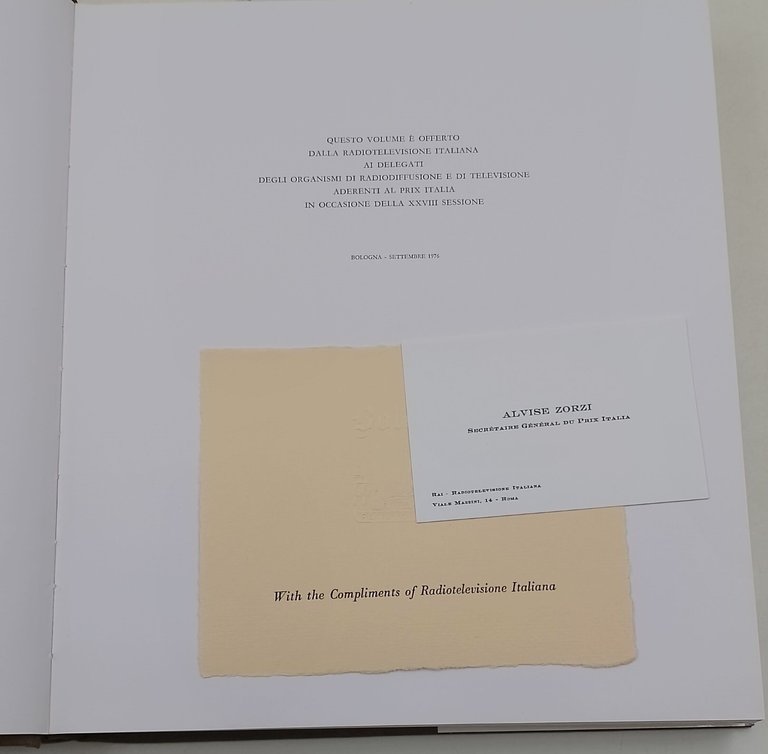 QUESTO VOLUME È OFFERTO
DALLA RADIOTELEVISIONE ITALIANA
AI DELEGATI
DEGLI ORGANISMI DI RADIODIFFUSIONE E DI TELEVISIONE
ADERENTI AL PRIX ITALIA
IN OCCASIONE DELLA XXVIII SESSIONE
BOLOGNA - SETTEMBRE 1976
ALVISE ZORZI
SECRÉTAIRE GÉNÉRAL DU PRIX ITALIA
RAI - RADIOTELEVISIONE ITALIANA
VIALE MAZZINI, 14 - ROMA
With the Compliments of Radiotelevisione Italiana